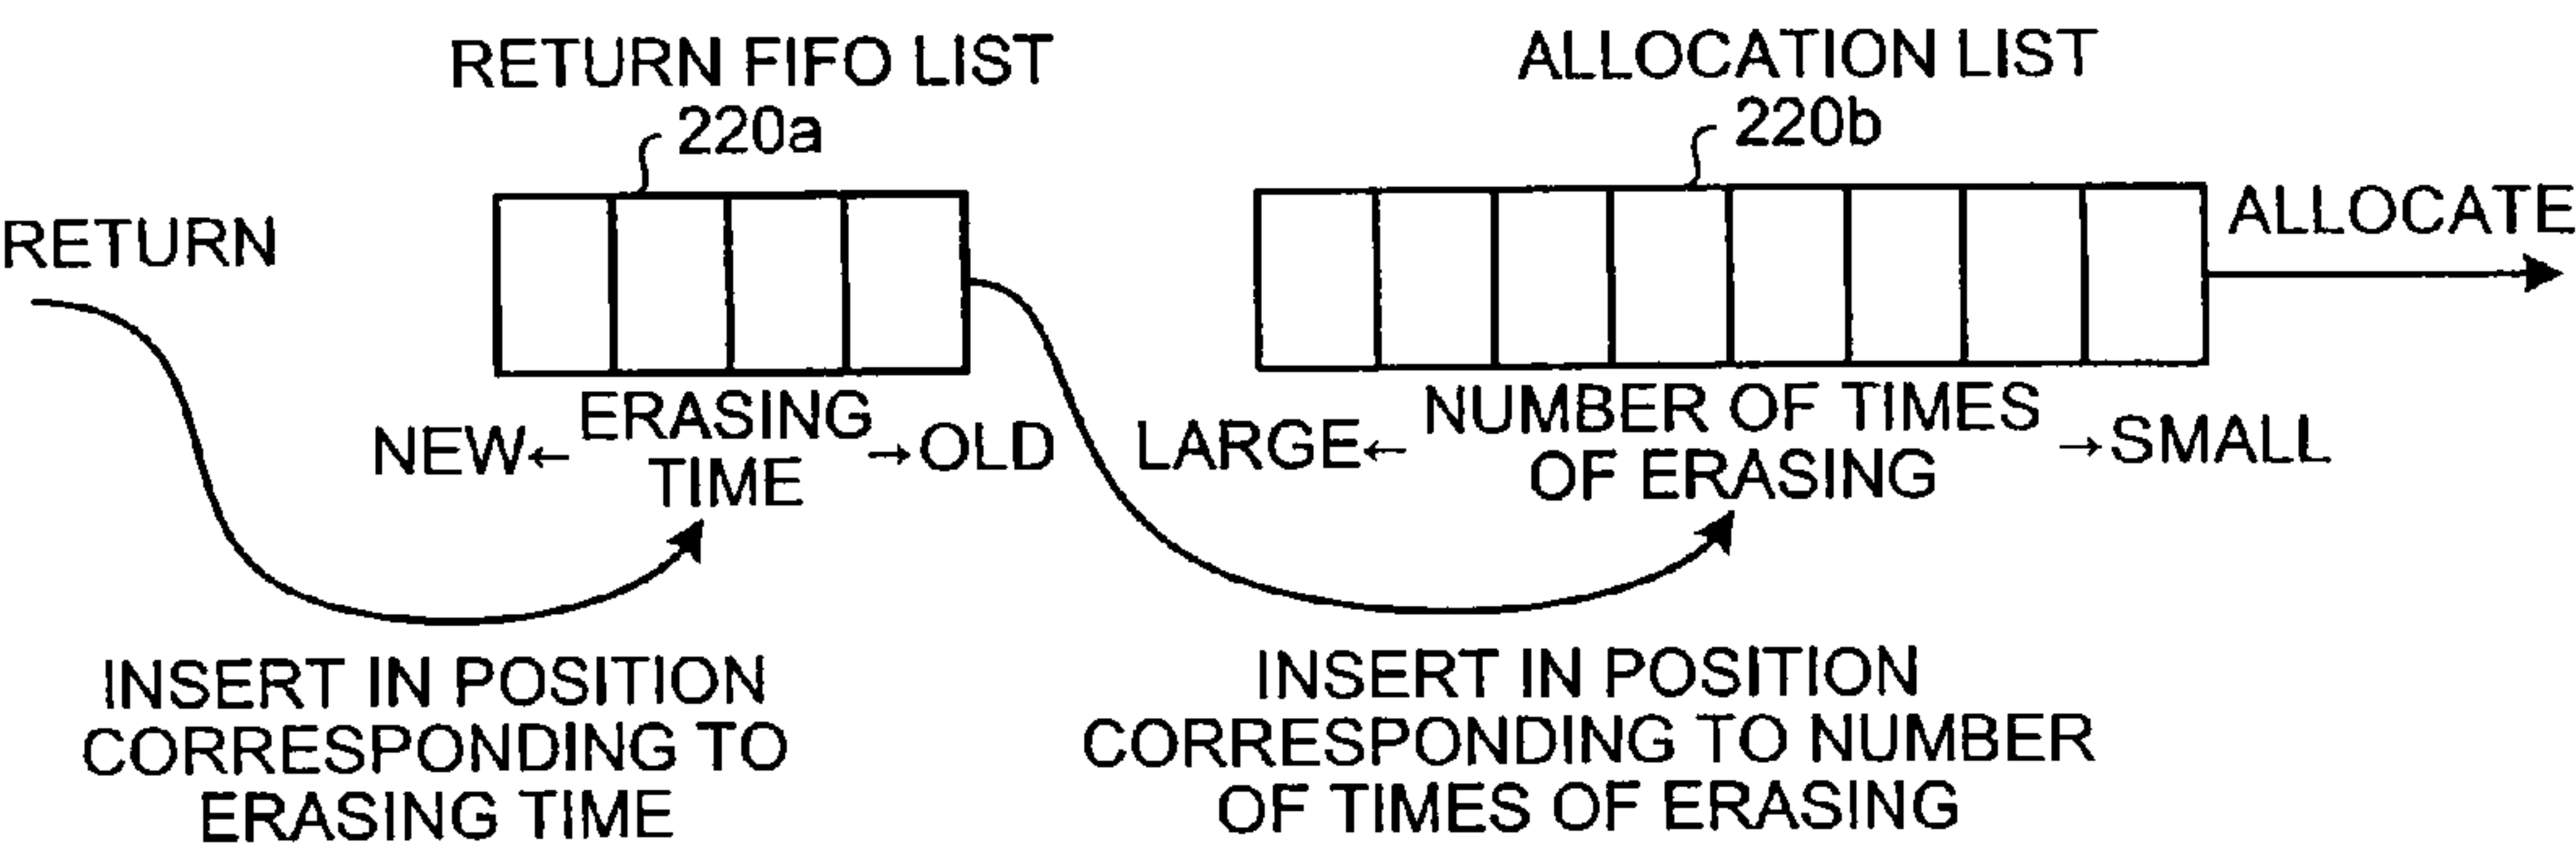 RETURN FIFO LIST
220a
ALLOCATION LIST
220b
RETURN
ALLOCATE
NEW← ERASING TIME →OLD
LARGE← NUMBER OF TIMES OF ERASING →SMALL
INSERT IN POSITION
CORRESPONDING TO
ERASING TIME
INSERT IN POSITION
CORRESPONDING TO NUMBER
OF TIMES OF ERASING